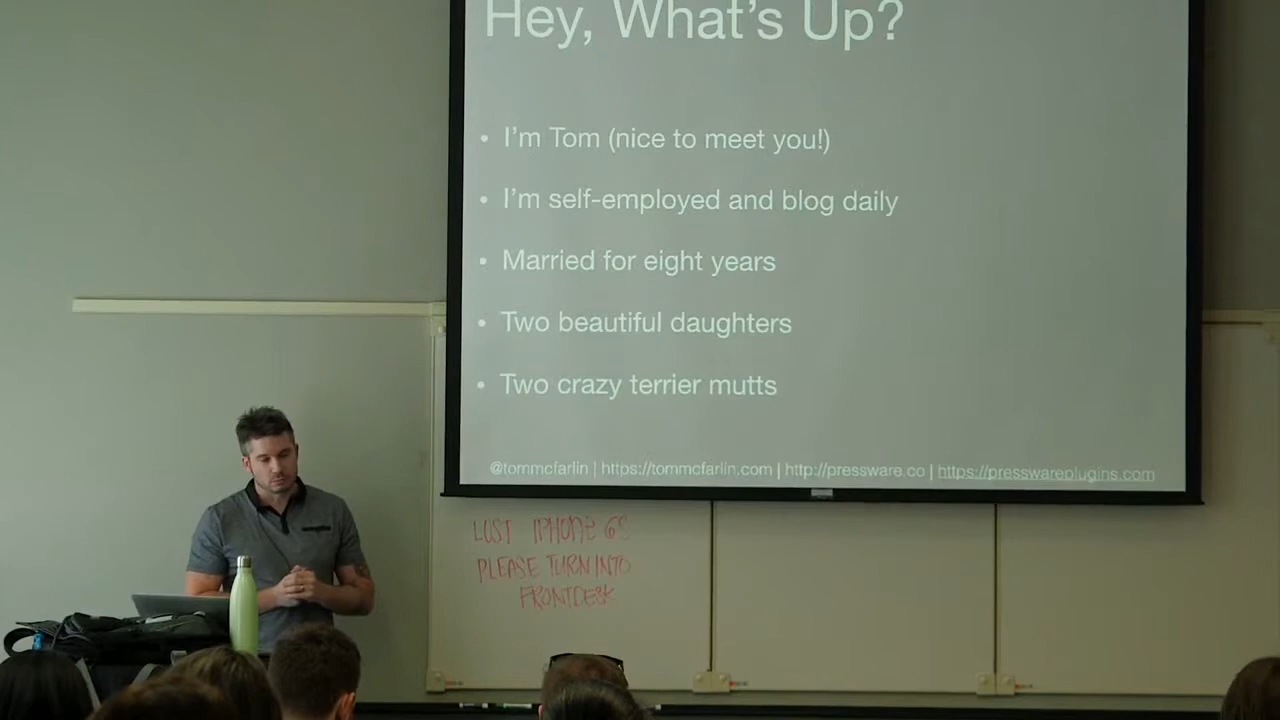 Hey, What's Up?
• I'm Tom (nice to meet you!)
• I'm self-employed and blog daily
• Married for eight years
• Two beautiful daughters
• Two crazy terrier mutts
@tommcfarlin | https://tommcfarlin.com | http://pressware.co | https://presswareplugins.com
LOST IPHONE 6S
PLEASE TURN INTO
FRONTDESK